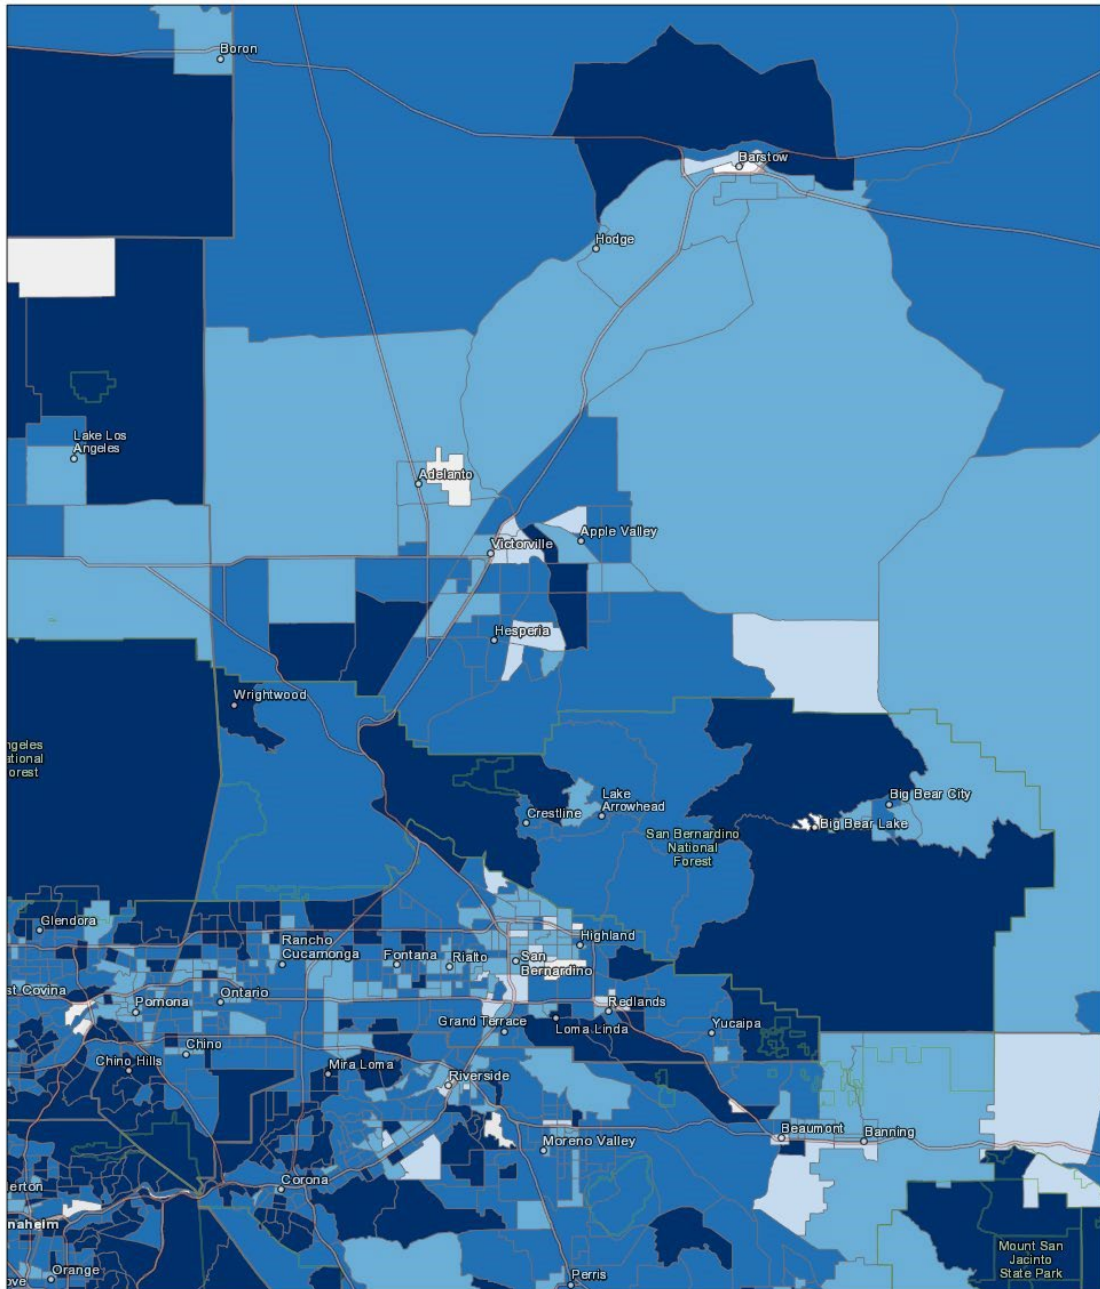 Boron
Barstow
Hodge
Lake Los
Angeles
Adelanto
Victorville
Apple Valley
Hesperia
Wrightwood
ngeles
ational
orest
Lake
Arrowhead
Crestline
Big Bear City
Big Bear Lake
San Bernardino
National
Forest
Glendora
Rancho
Cucamonga
Fontana
Rialto
Highland
San
Bernardino
st Covina
Pomona
Ontario
Redlands
Grand Terrace
Loma Linda
Yucaipa
Chino
Chino Hills
Mira Loma
Riverside
Moreno Valley
Beaumont
Banning
Corona
llerton
naheim
Orange
ove
Perris
Mount San
Jacinto
State Park